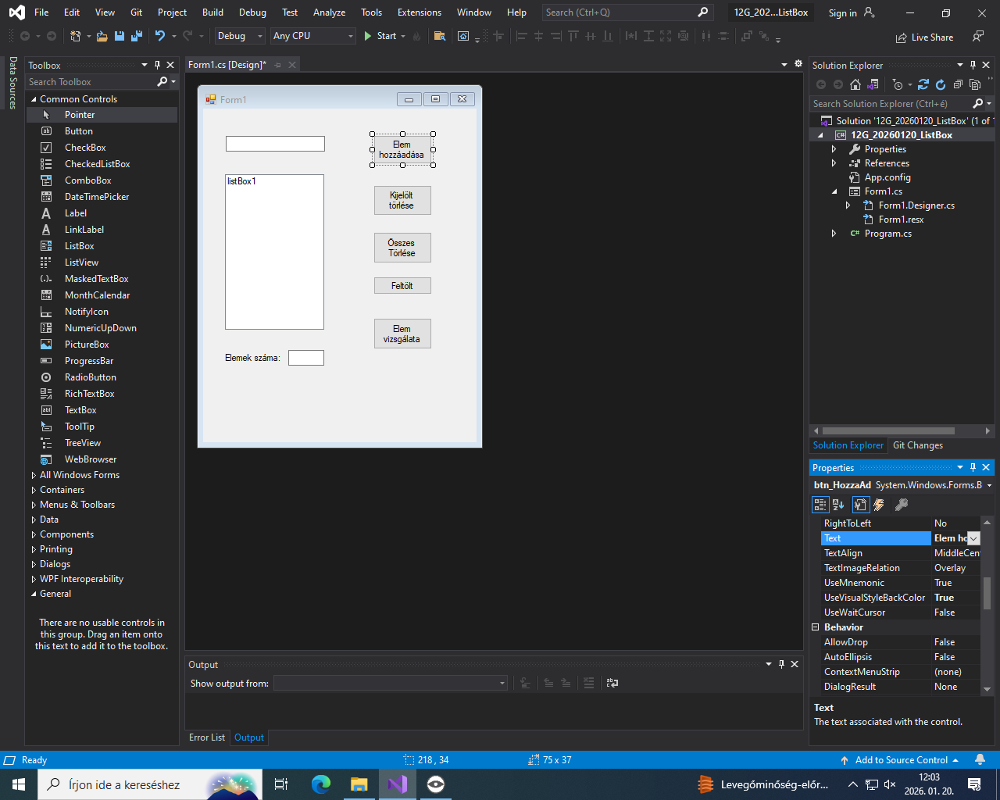 File Edit View Git Project Build Debug Test Analyze Tools Extensions Window Help Search (Ctrl+Q) 12G_202...ListBox Sign in
Debug Any CPU Start Live Share
Data Sources
Toolbox
Search Toolbox
Common Controls
Pointer
Button
CheckBox
CheckedListBox
ComboBox
DateTimePicker
Label
LinkLabel
ListBox
ListView
MaskedTextBox
MonthCalendar
NotifyIcon
NumericUpDown
PictureBox
ProgressBar
RadioButton
RichTextBox
TextBox
ToolTip
TreeView
WebBrowser
All Windows Forms
Containers
Menus & Toolbars
Data
Components
Printing
Dialogs
WPF Interoperability
General
There are no usable controls in
this group. Drag an item onto
this text to add it to the toolbox.
Form1.cs [Design]*
Form1
listBox1
Elemek száma:
Elem
hozzáadása
Kijelölt
törlése
Összes
Törlése
Feltölt
Elem
vizsgálata
Output
Show output from:
Error List Output
Solution Explorer
Search Solution Explorer (Ctrl+é)
Solution '12G_20260120_ListBox' (1 of 1
12G_20260120_ListBox
Properties
References
App.config
Form1.cs
Form1.Designer.cs
Form1.resx
Program.cs
Solution Explorer Git Changes
Properties
btn_HozzaAd System.Windows.Forms.B
RightToLeft No
Text Elem ho
TextAlign MiddleCen
TextImageRelation Overlay
UseMnemonic True
UseVisualStyleBackColor True
UseWaitCursor False
Behavior
AllowDrop False
AutoEllipsis False
ContextMenuStrip (none)
DialogResult None
Text
The text associated with the control.
Ready 218 , 34 75 x 37 Add to Source Control
Írjon ide a kereséshez Levegőminőség-előr... 12:03
2026. 01. 20.